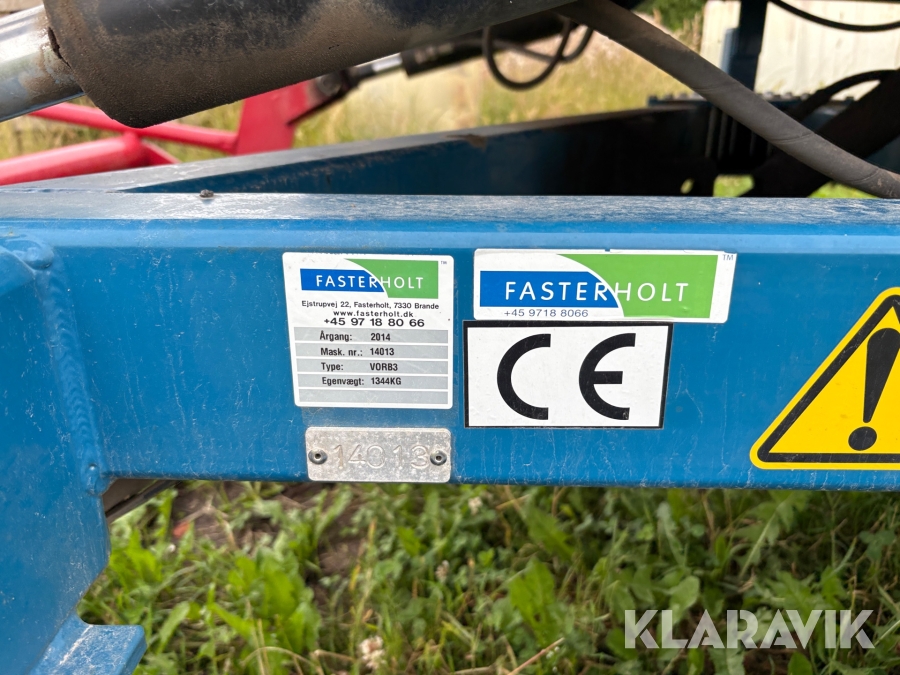 FASTERHOLT ™
Ejstrupvej 22, Fasterholt, 7330 Brande
www.fasterholt.dk
+45 97 18 80 66
Årgang: 2014
Mask. nr.: 14013
Type: VORB3
Egenvægt: 1344KG
14013
FASTERHOLT ™
+45 9718 8066
CE
!
KLARAVIK